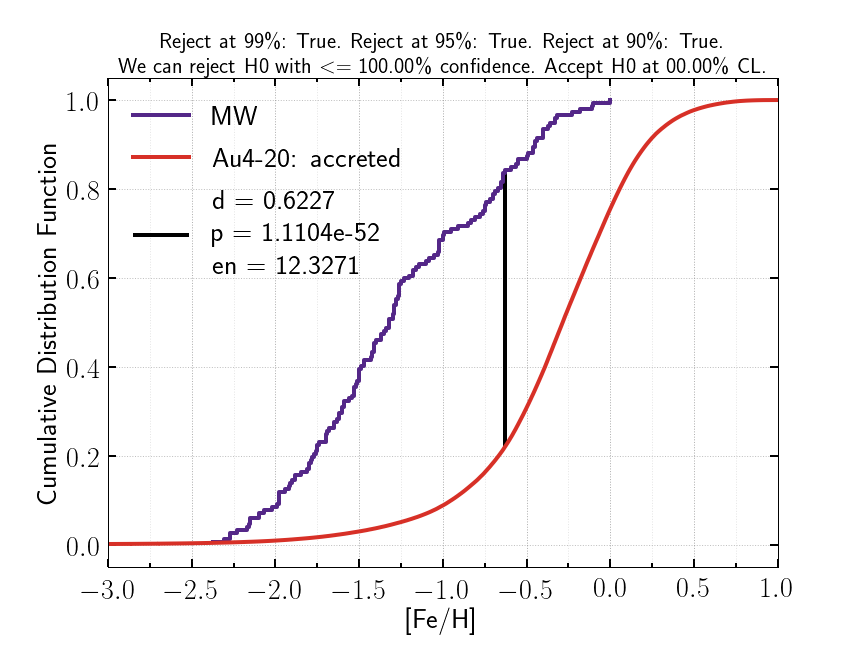 Reject at 99%: True. Reject at 95%: True. Reject at 90%: True.
We can reject H0 with <= 100.00% confidence. Accept H0 at 00.00% CL.
MW
Au4-20: accreted
d = 0.6227
p = 1.1104e-52
en = 12.3271
Cumulative Distribution Function
1.0
0.8
0.6
0.4
0.2
0.0
−3.0 −2.5 −2.0 −1.5 −1.0 −0.5 0.0 0.5 1.0
[Fe/H]